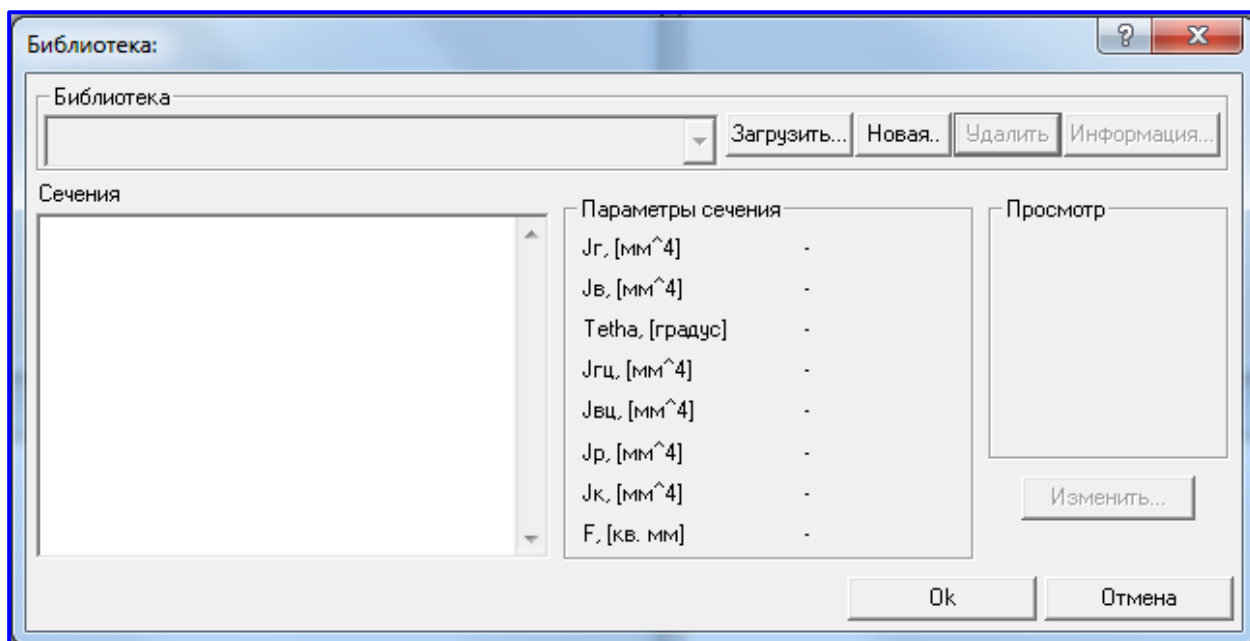 Библиотека:
Библиотека
Загрузить... Новая.. Удалить Информация...
Сечения
Параметры сечения
Jг, [мм^4] -
Jв, [мм^4] -
Tetha, [градус] -
Jгц, [мм^4] -
Jвц, [мм^4] -
Jp, [мм^4] -
Jк, [мм^4] -
F, [кв. мм] -
Просмотр
Изменить...
Ok Отмена